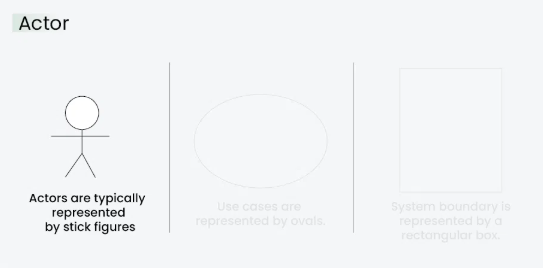 Actor
Actors are typically
represented
by stick figures
Use cases are
represented by ovals.
System boundary is
represented by a
rectangular box.